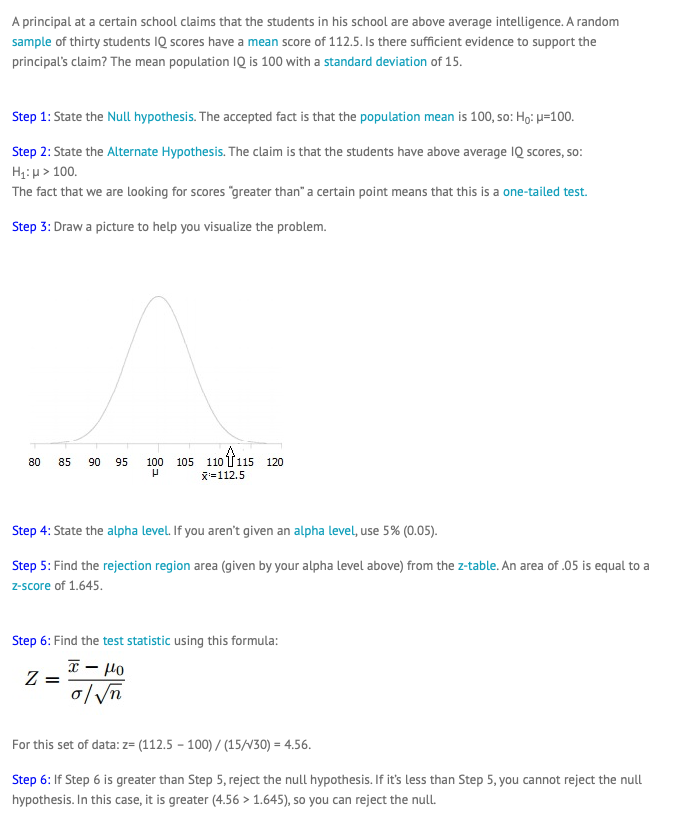 A principal at a certain school claims that the students in his school are above average intelligence. A random
sample of thirty students IQ scores have a mean score of 112.5. Is there sufficient evidence to support the
principal's claim? The mean population IQ is 100 with a standard deviation of 15.
Step 1: State the Null hypothesis. The accepted fact is that the population mean is 100, so: H₀: μ=100.
Step 2: State the Alternate Hypothesis. The claim is that the students have above average IQ scores, so:
H₁: μ > 100.
The fact that we are looking for scores "greater than" a certain point means that this is a one-tailed test.
Step 3: Draw a picture to help you visualize the problem.
80 85 90 95 100 105 110 115 120
μ x̄=112.5
Step 4: State the alpha level. If you aren't given an alpha level, use 5% (0.05).
Step 5: Find the rejection region area (given by your alpha level above) from the z-table. An area of .05 is equal to a
z-score of 1.645.
Step 6: Find the test statistic using this formula:
Z = (x̄ − μ₀) / (σ/√n)
For this set of data: z= (112.5 – 100) / (15/√30) = 4.56.
Step 6: If Step 6 is greater than Step 5, reject the null hypothesis. If it's less than Step 5, you cannot reject the null
hypothesis. In this case, it is greater (4.56 > 1.645), so you can reject the null.